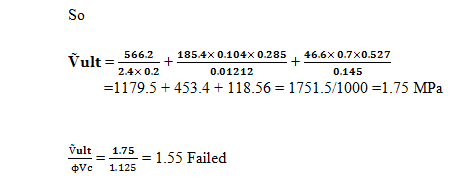 So
Ṽult = 566.2/2.4× 0.2 + 185.4× 0.104× 0.285/0.01212 + 46.6× 0.7×0.527/0.145
=1179.5 + 453.4 + 118.56 = 1751.5/1000 =1.75 MPa
Ṽult/ϕVc = 1.75/1.125 = 1.55 Failed